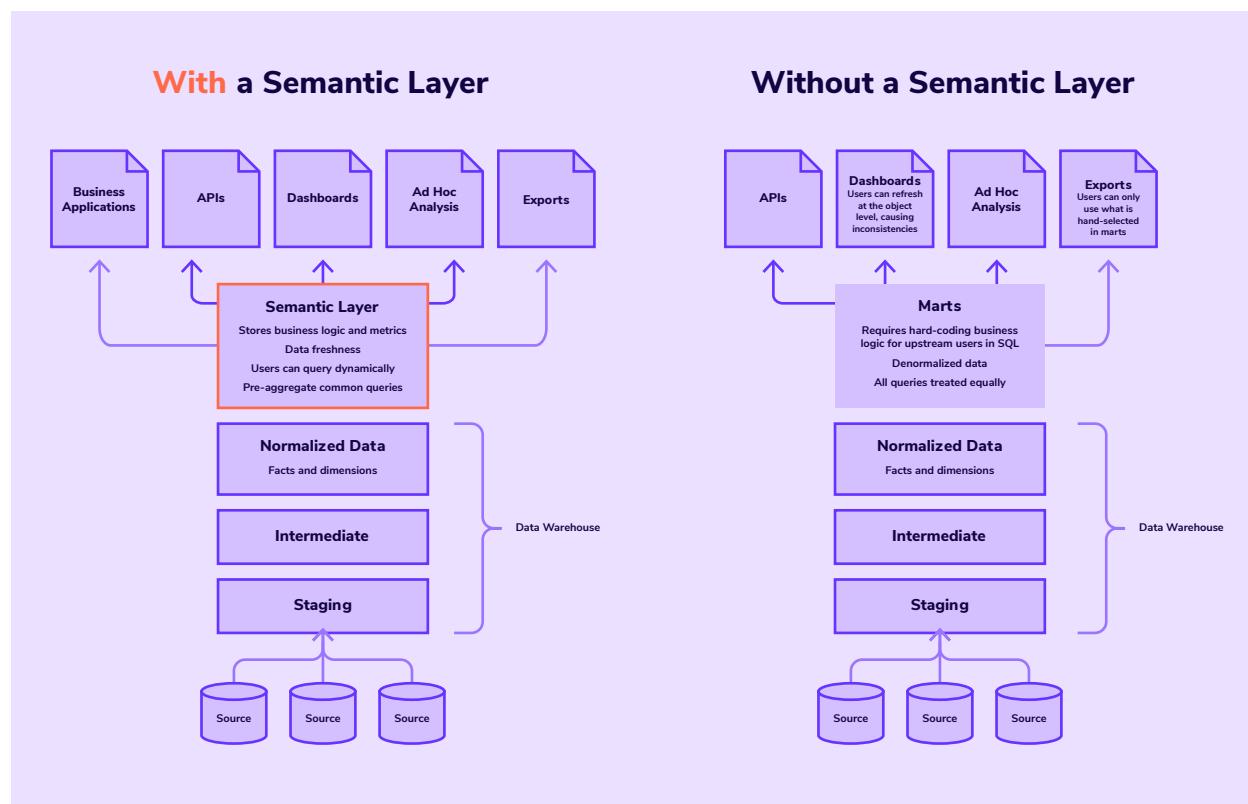 With a Semantic Layer
Business
Applications
APIs
Dashboards
Ad Hoc
Analysis
Exports
Semantic Layer
Stores business logic and metrics
Data freshness
Users can query dynamically
Pre-aggregate common queries
Normalized Data
Facts and dimensions
Intermediate
Staging
Data Warehouse
Source
Source
Source
Without a Semantic Layer
APIs
Dashboards
Users can refresh
at the object
level, causing
inconsistencies
Ad Hoc
Analysis
Exports
Users can only
use what is
hand-selected
in marts
Marts
Requires hard-coding business
logic for upstream users in SQL
Denormalized data
All queries treated equally
Normalized Data
Facts and dimensions
Intermediate
Staging
Data Warehouse
Source
Source
Source